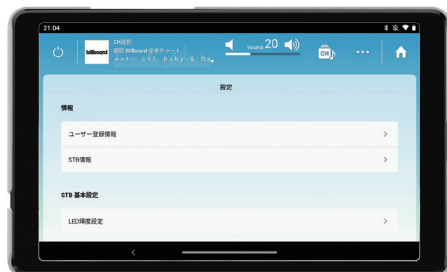 21:04
CH選択
billboard
週間 Billboard 全米チャート
Volume 20
CH
設定
情報
ユーザー登録情報
STB情報
STB 基本設定
LED輝度設定